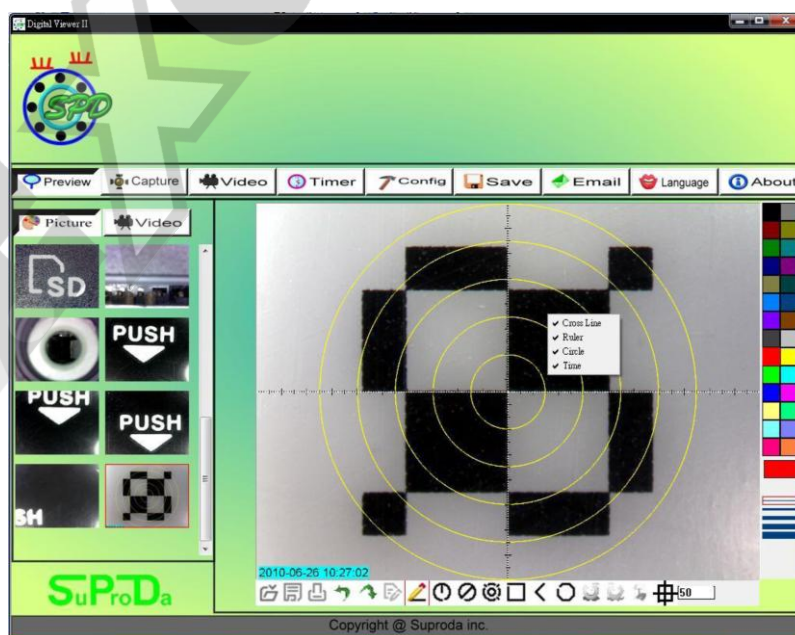 Digital Viewer II
SPD
Preview
Capture
Video
Timer
Config
Save
Email
Language
About
Picture
Video
SD
PUSH
PUSH
PUSH
PUSH
SH
Cross Line
Ruler
Circle
Time
2010-06-26 10:27:02
50
SuProDa
Copyright @ Suproda inc.